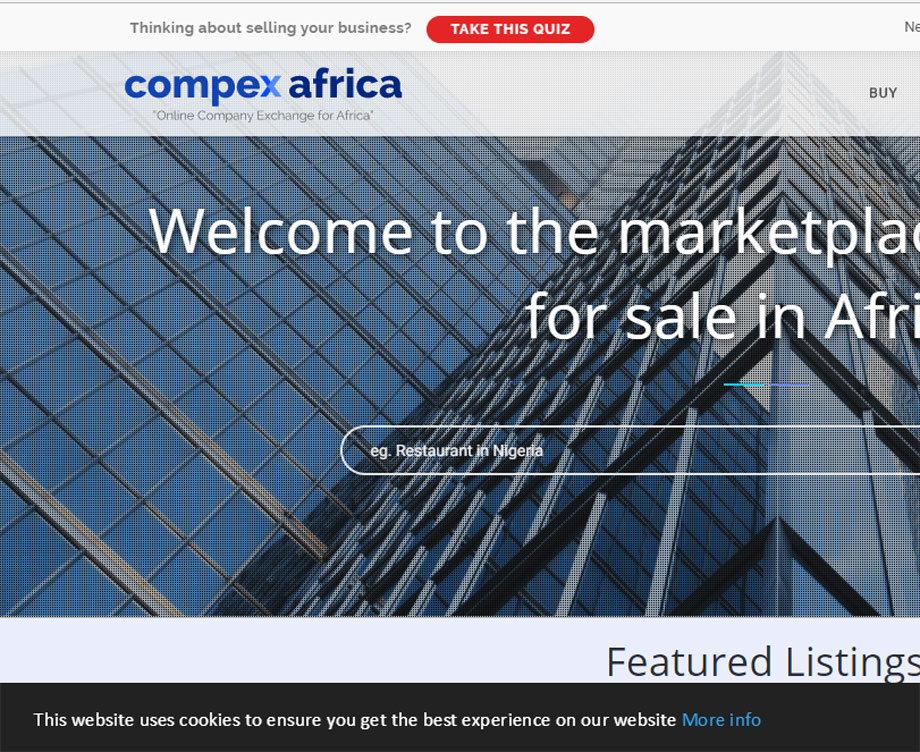 Thinking about selling your business? TAKE THIS QUIZ Ne
compex africa
"Online Company Exchange for Africa"
BUY
Welcome to the marketplac
for sale in Afri
eg. Restaurant in Nigeria
Featured Listings
This website uses cookies to ensure you get the best experience on our website More info